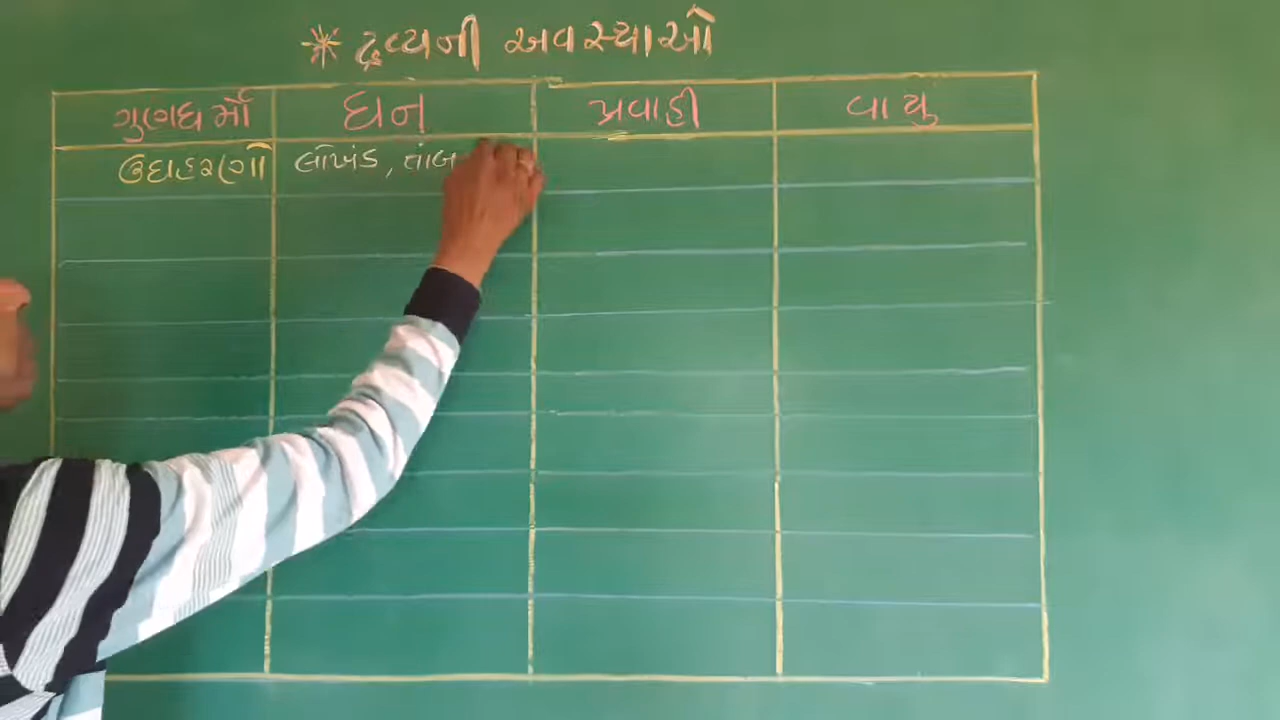 * દ્રવ્યની અવસ્થાઓ
ગુણધર્મો ઘન પ્રવાહી વાયુ
ઉદાહરણો લોખંડ, તાંબ